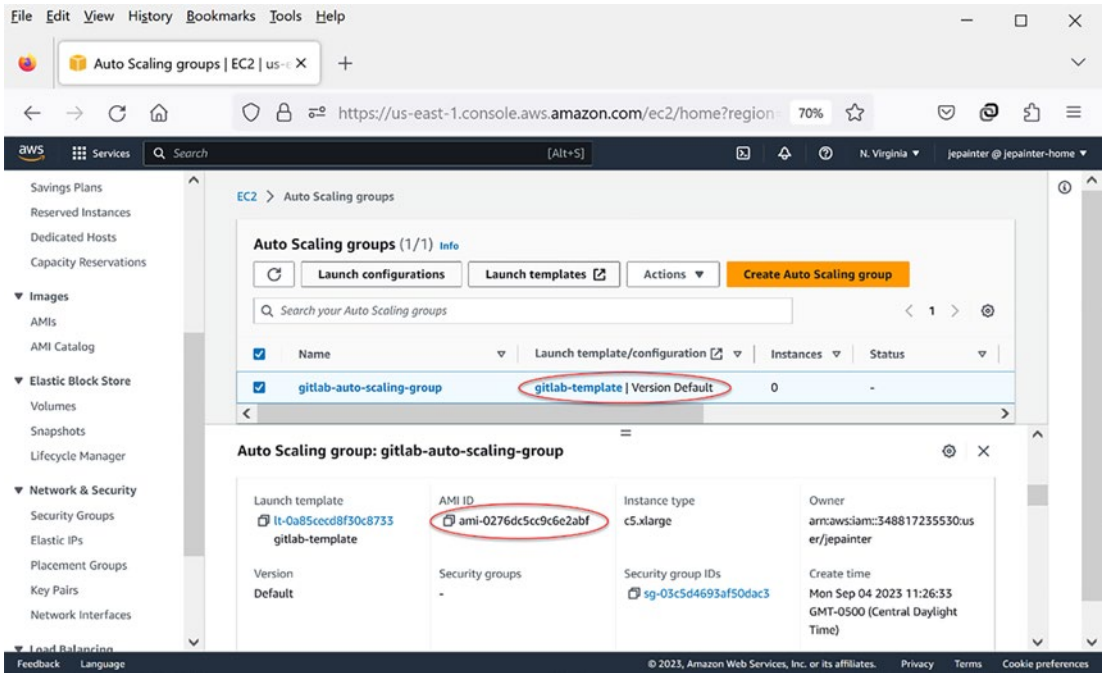 File Edit View History Bookmarks Tools Help
Auto Scaling groups | EC2 | us-e
https://us-east-1.console.aws.amazon.com/ec2/home?region= 70%
aws Services Search [Alt+S] N. Virginia jepainter @ jepainter-home
Savings Plans
Reserved Instances
Dedicated Hosts
Capacity Reservations
Images
AMIs
AMI Catalog
Elastic Block Store
Volumes
Snapshots
Lifecycle Manager
Network & Security
Security Groups
Elastic IPs
Placement Groups
Key Pairs
Network Interfaces
Load Balancing
EC2 > Auto Scaling groups
Auto Scaling groups (1/1) Info
Launch configurations Launch templates Actions Create Auto Scaling group
Search your Auto Scaling groups
1
Name Launch template/configuration Instances Status
gitlab-auto-scaling-group gitlab-template | Version Default 0 -
Auto Scaling group: gitlab-auto-scaling-group
Launch template AMI ID Instance type Owner
lt-0a85cecd8f30c8733 ami-0276dc5cc9c6e2abf c5.xlarge arn:aws:iam::348817235530:us
gitlab-template er/jepainter
Version Security groups Security group IDs Create time
Default - sg-03c5d4693af50dac3 Mon Sep 04 2023 11:26:33
GMT-0500 (Central Daylight
Time)
Feedback Language © 2023, Amazon Web Services, Inc. or its affiliates. Privacy Terms Cookie preferences